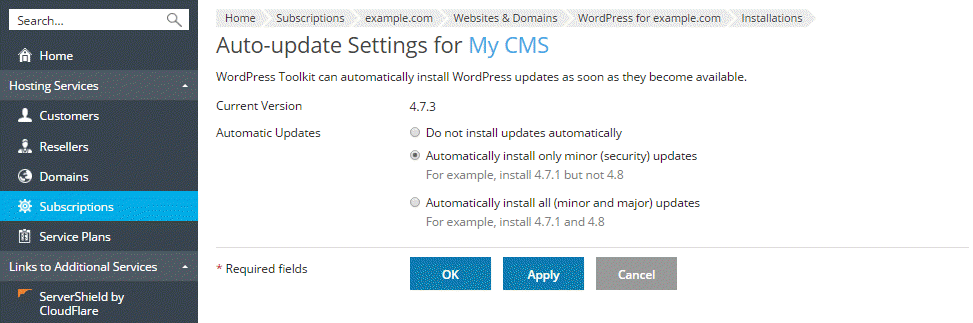 Search...
Home
Hosting Services
Customers
Resellers
Domains
Subscriptions
Service Plans
Links to Additional Services
ServerShield by
CloudFlare
Home Subscriptions example.com Websites & Domains WordPress for example.com Installations
Auto-update Settings for My CMS
WordPress Toolkit can automatically install WordPress updates as soon as they become available.
Current Version 4.7.3
Automatic Updates Do not install updates automatically
Automatically install only minor (security) updates
For example, install 4.7.1 but not 4.8
Automatically install all (minor and major) updates
For example, install 4.7.1 and 4.8
* Required fields OK Apply Cancel